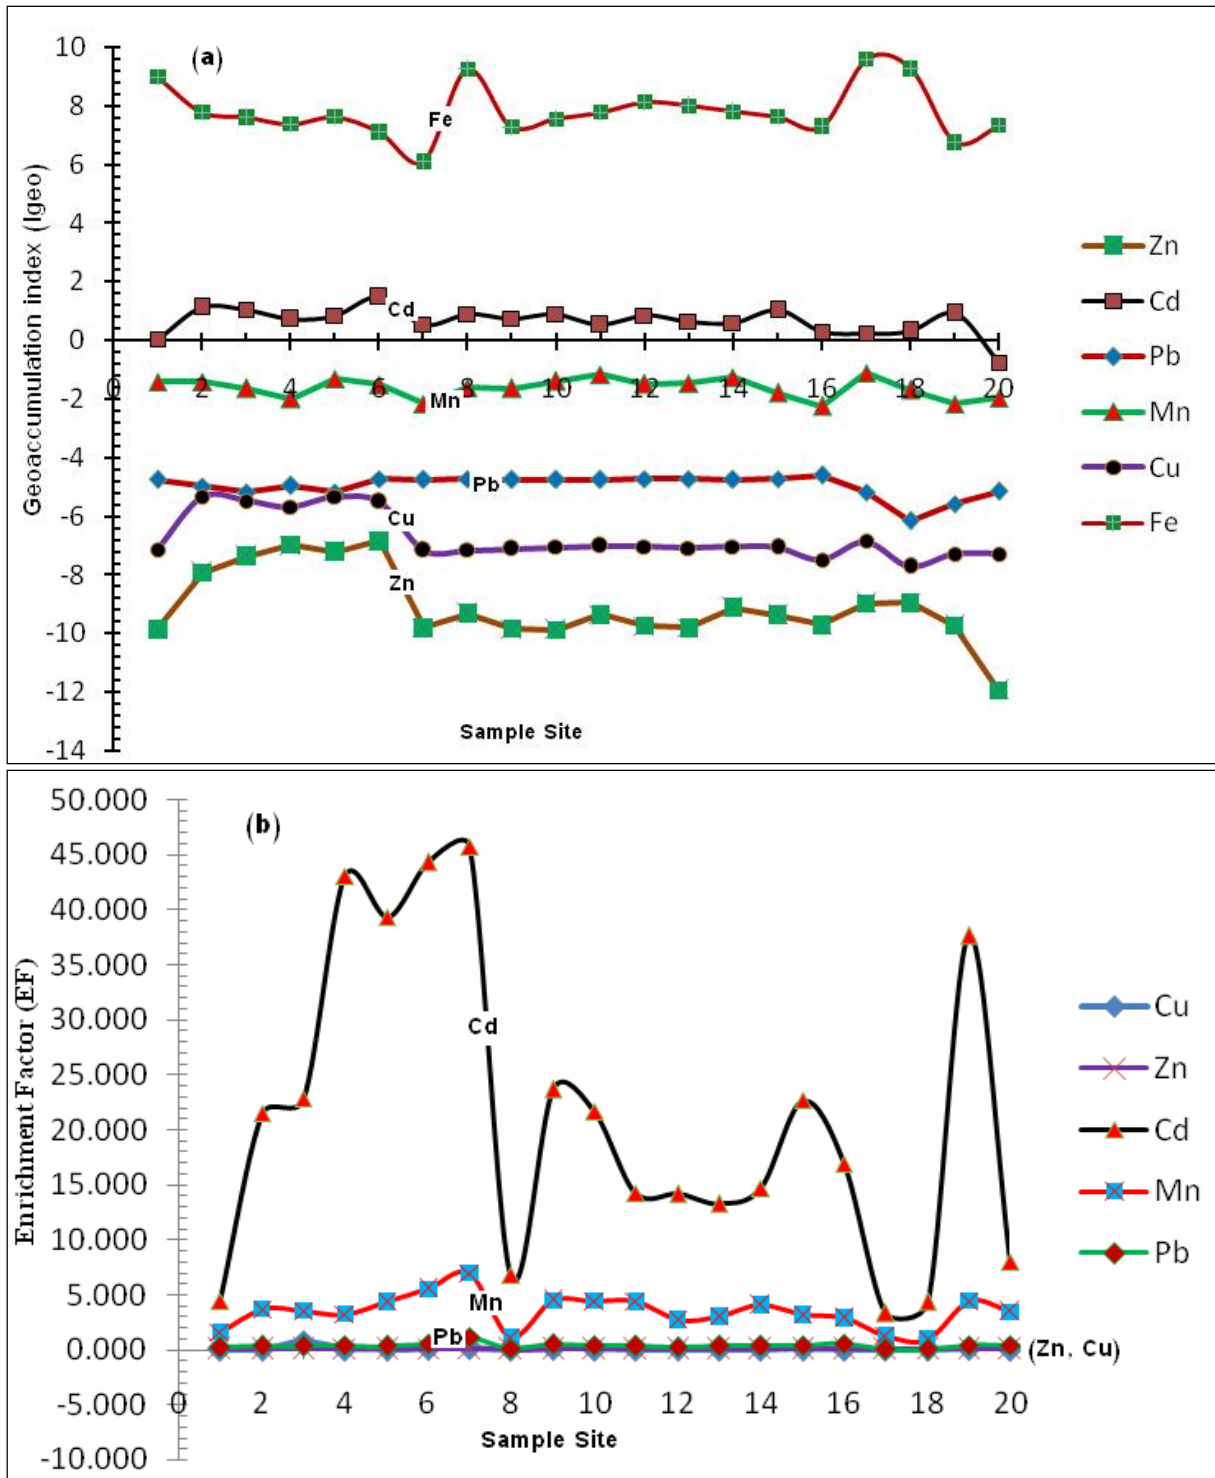 (a)
10
8
6
4
2
0
-2
-4
-6
-8
-10
-12
-14
Geoaccumulation index (Igeo)
0 2 4 6 8 10 12 14 16 18 20
Fe
Cd
Mn
Pb
Cu
Zn
Sample Site
Zn
Cd
Pb
Mn
Cu
Fe
(b)
50.000
45.000
40.000
35.000
30.000
25.000
20.000
15.000
10.000
5.000
0.000
-5.000
-10.000
Enrichment Factor (EF)
Cd
Mn
Pb
(Zn, Cu)
0 2 4 6 8 10 12 14 16 18 20
Sample Site
Cu
Zn
Cd
Mn
Pb